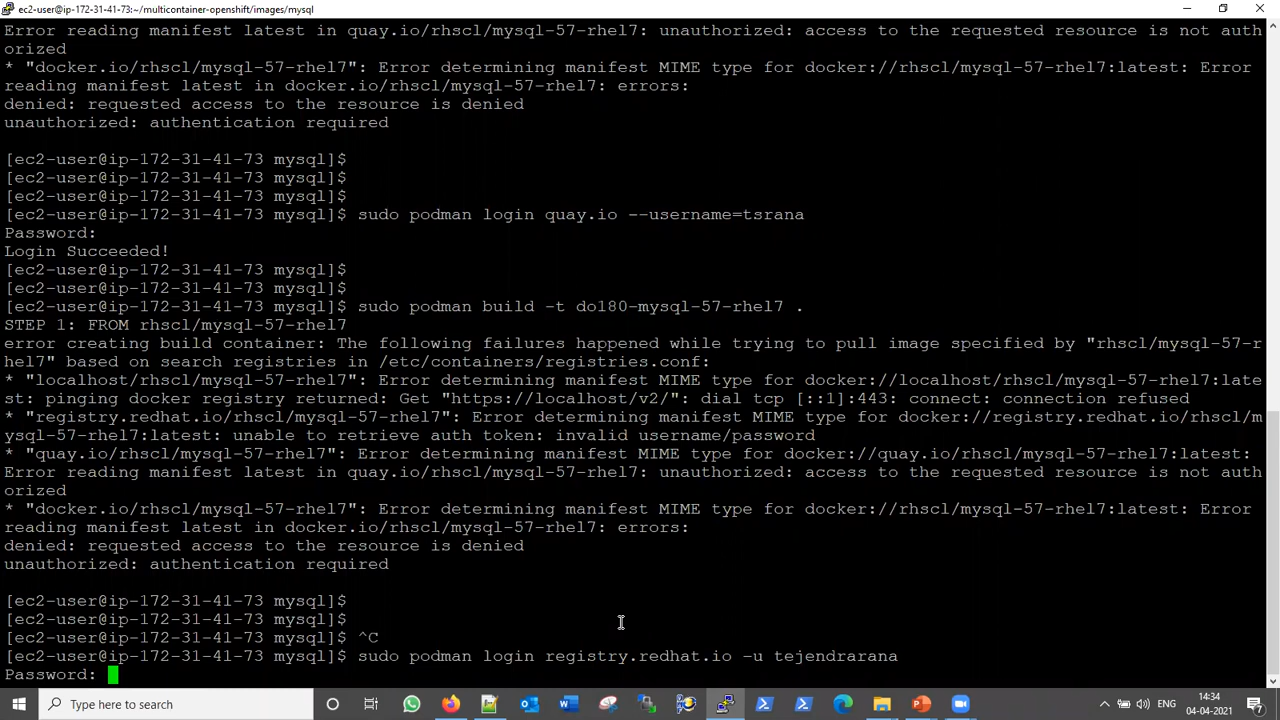 ec2-user@ip-172-31-41-73:~/multicontainer-openshift/images/mysql
Error reading manifest latest in quay.io/rhscl/mysql-57-rhel7: unauthorized: access to the requested resource is not auth
orized
* "docker.io/rhscl/mysql-57-rhel7": Error determining manifest MIME type for docker://rhscl/mysql-57-rhel7:latest: Error
reading manifest latest in docker.io/rhscl/mysql-57-rhel7: errors:
denied: requested access to the resource is denied
unauthorized: authentication required
[ec2-user@ip-172-31-41-73 mysql]$
[ec2-user@ip-172-31-41-73 mysql]$
[ec2-user@ip-172-31-41-73 mysql]$
[ec2-user@ip-172-31-41-73 mysql]$ sudo podman login quay.io --username=tsrana
Password:
Login Succeeded!
[ec2-user@ip-172-31-41-73 mysql]$
[ec2-user@ip-172-31-41-73 mysql]$
[ec2-user@ip-172-31-41-73 mysql]$ sudo podman build -t do180-mysql-57-rhel7 .
STEP 1: FROM rhscl/mysql-57-rhel7
error creating build container: The following failures happened while trying to pull image specified by "rhscl/mysql-57-r
hel7" based on search registries in /etc/containers/registries.conf:
* "localhost/rhscl/mysql-57-rhel7": Error determining manifest MIME type for docker://localhost/rhscl/mysql-57-rhel7:late
st: pinging docker registry returned: Get "https://localhost/v2/": dial tcp [::1]:443: connect: connection refused
* "registry.redhat.io/rhscl/mysql-57-rhel7": Error determining manifest MIME type for docker://registry.redhat.io/rhscl/m
ysql-57-rhel7:latest: unable to retrieve auth token: invalid username/password
* "quay.io/rhscl/mysql-57-rhel7": Error determining manifest MIME type for docker://quay.io/rhscl/mysql-57-rhel7:latest:
Error reading manifest latest in quay.io/rhscl/mysql-57-rhel7: unauthorized: access to the requested resource is not auth
orized
* "docker.io/rhscl/mysql-57-rhel7": Error determining manifest MIME type for docker://rhscl/mysql-57-rhel7:latest: Error
reading manifest latest in docker.io/rhscl/mysql-57-rhel7: errors:
denied: requested access to the resource is denied
unauthorized: authentication required
[ec2-user@ip-172-31-41-73 mysql]$
[ec2-user@ip-172-31-41-73 mysql]$
[ec2-user@ip-172-31-41-73 mysql]$ ^C
[ec2-user@ip-172-31-41-73 mysql]$ sudo podman login registry.redhat.io -u tejendrarana
Password:
Type here to search
ENG
14:34
04-04-2021